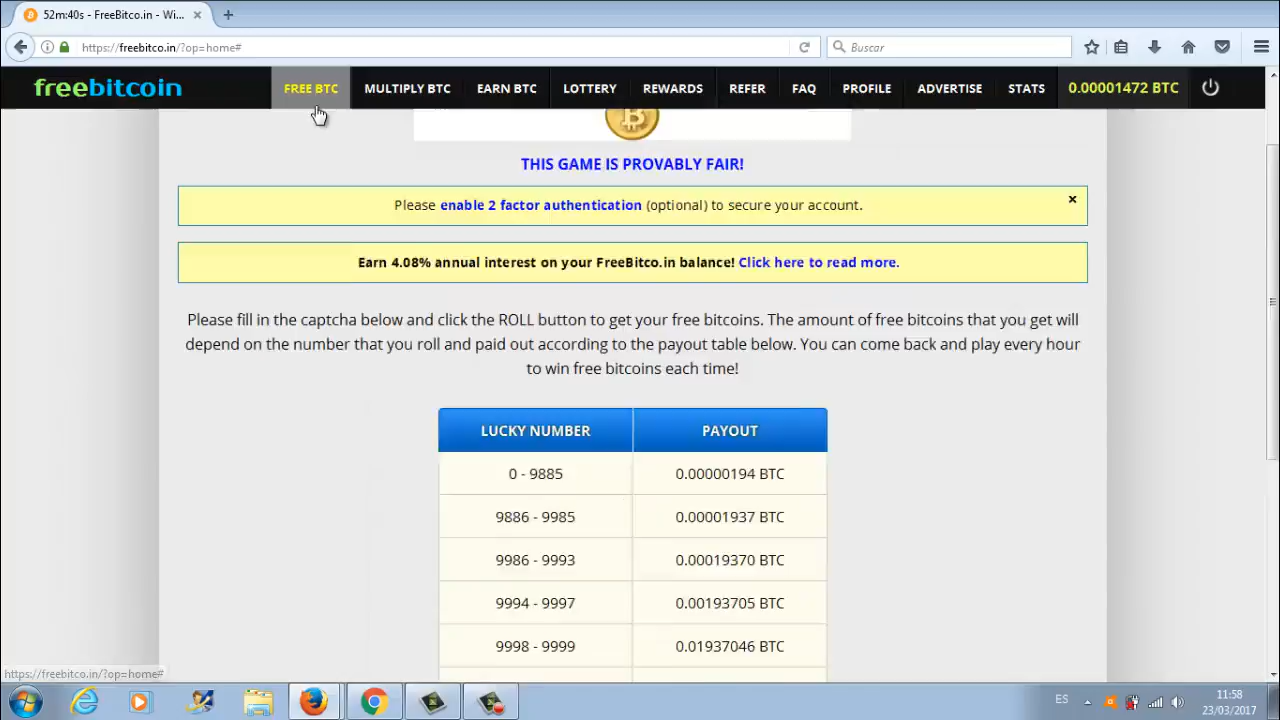 52m:40s - FreeBitco.in - Wi...
https://freebitco.in/?op=home#
Buscar
freebitcoin
FREE BTC
MULTIPLY BTC
EARN BTC
LOTTERY
REWARDS
REFER
FAQ
PROFILE
ADVERTISE
STATS
0.00001472 BTC
THIS GAME IS PROVABLY FAIR!
Please enable 2 factor authentication (optional) to secure your account.
Earn 4.08% annual interest on your FreeBitco.in balance! Click here to read more.
Please fill in the captcha below and click the ROLL button to get your free bitcoins. The amount of free bitcoins that you get will
depend on the number that you roll and paid out according to the payout table below. You can come back and play every hour
to win free bitcoins each time!
LUCKY NUMBER PAYOUT
0 - 9885 0.00000194 BTC
9886 - 9985 0.00001937 BTC
9986 - 9993 0.00019370 BTC
9994 - 9997 0.00193705 BTC
9998 - 9999 0.01937046 BTC
https://freebitco.in/?op=home#
ES
11:58
23/03/2017